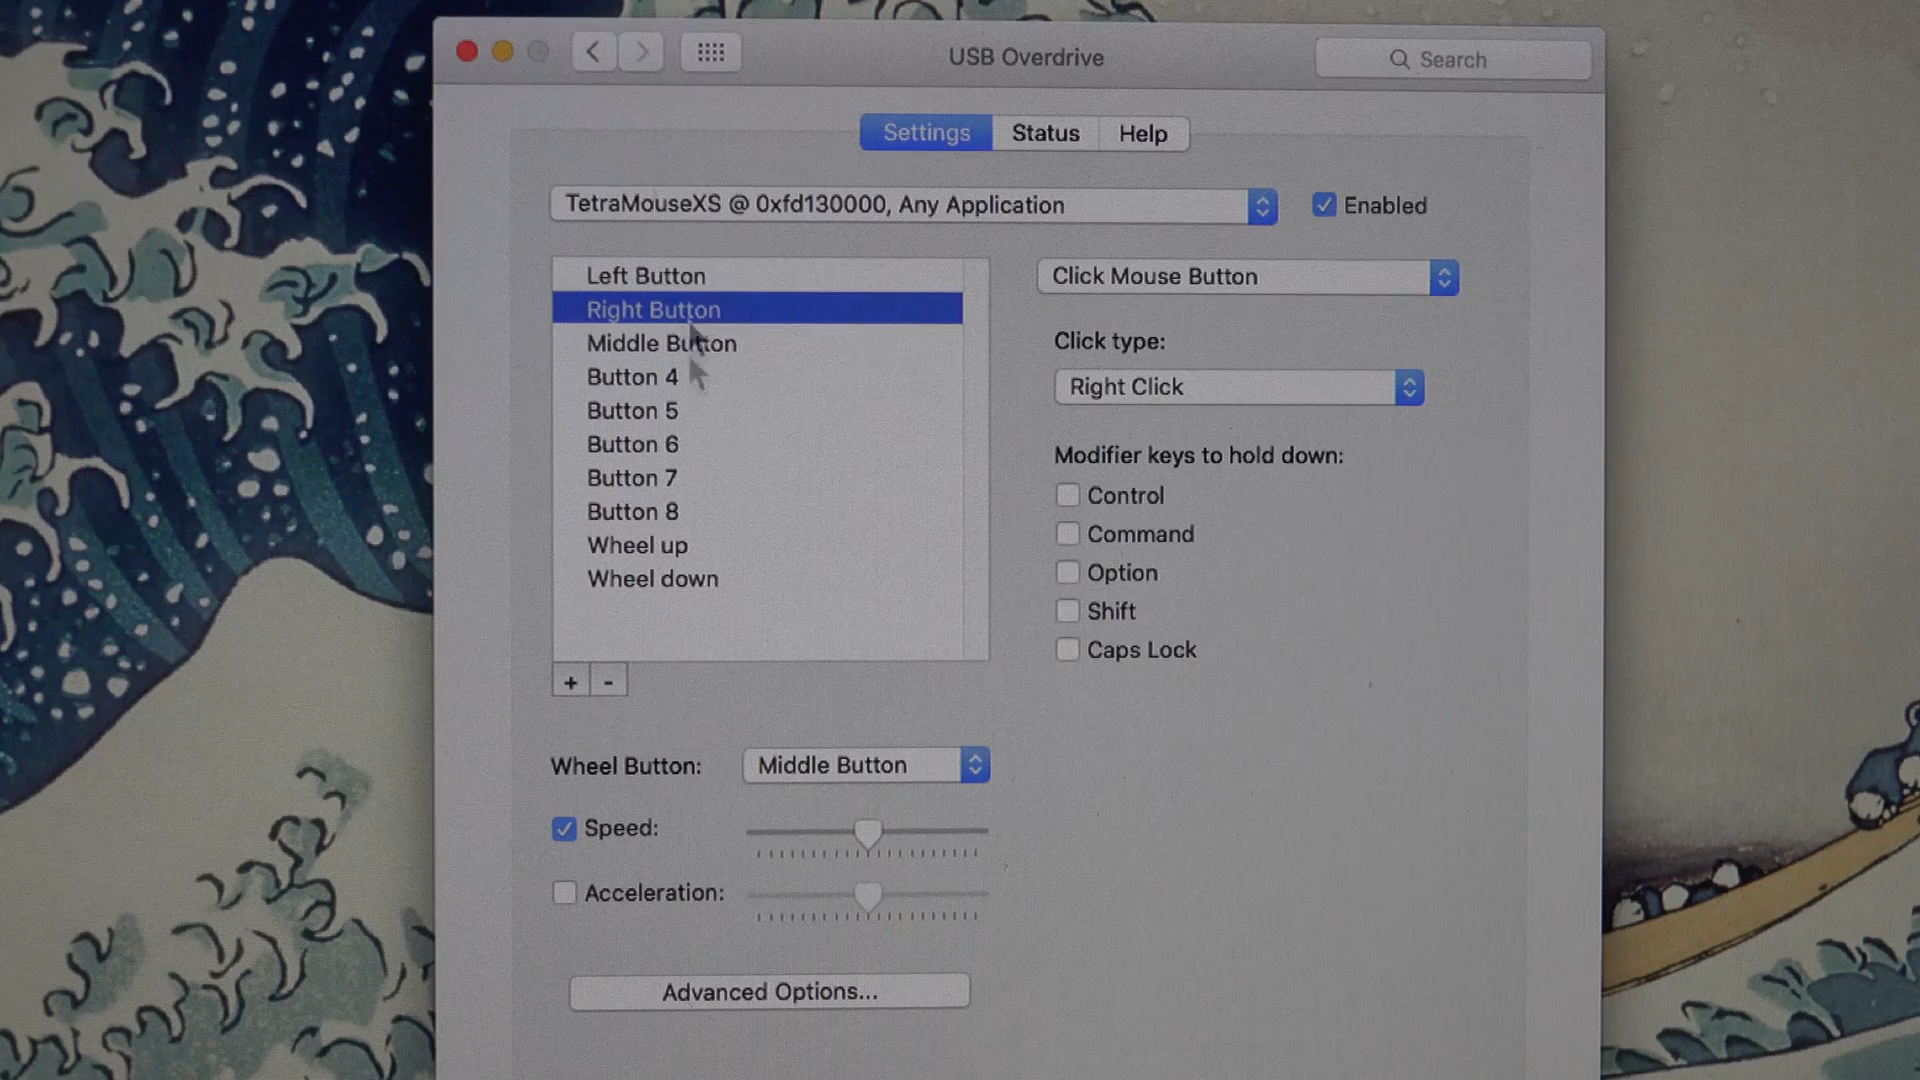 USB Overdrive
Search
Settings
Status
Help
TetraMouseXS @ 0xfd130000, Any Application
Enabled
Left Button
Right Button
Middle Button
Button 4
Button 5
Button 6
Button 7
Button 8
Wheel up
Wheel down
+
-
Click Mouse Button
Click type:
Right Click
Modifier keys to hold down:
Control
Command
Option
Shift
Caps Lock
Wheel Button:
Middle Button
Speed:
Acceleration:
Advanced Options...